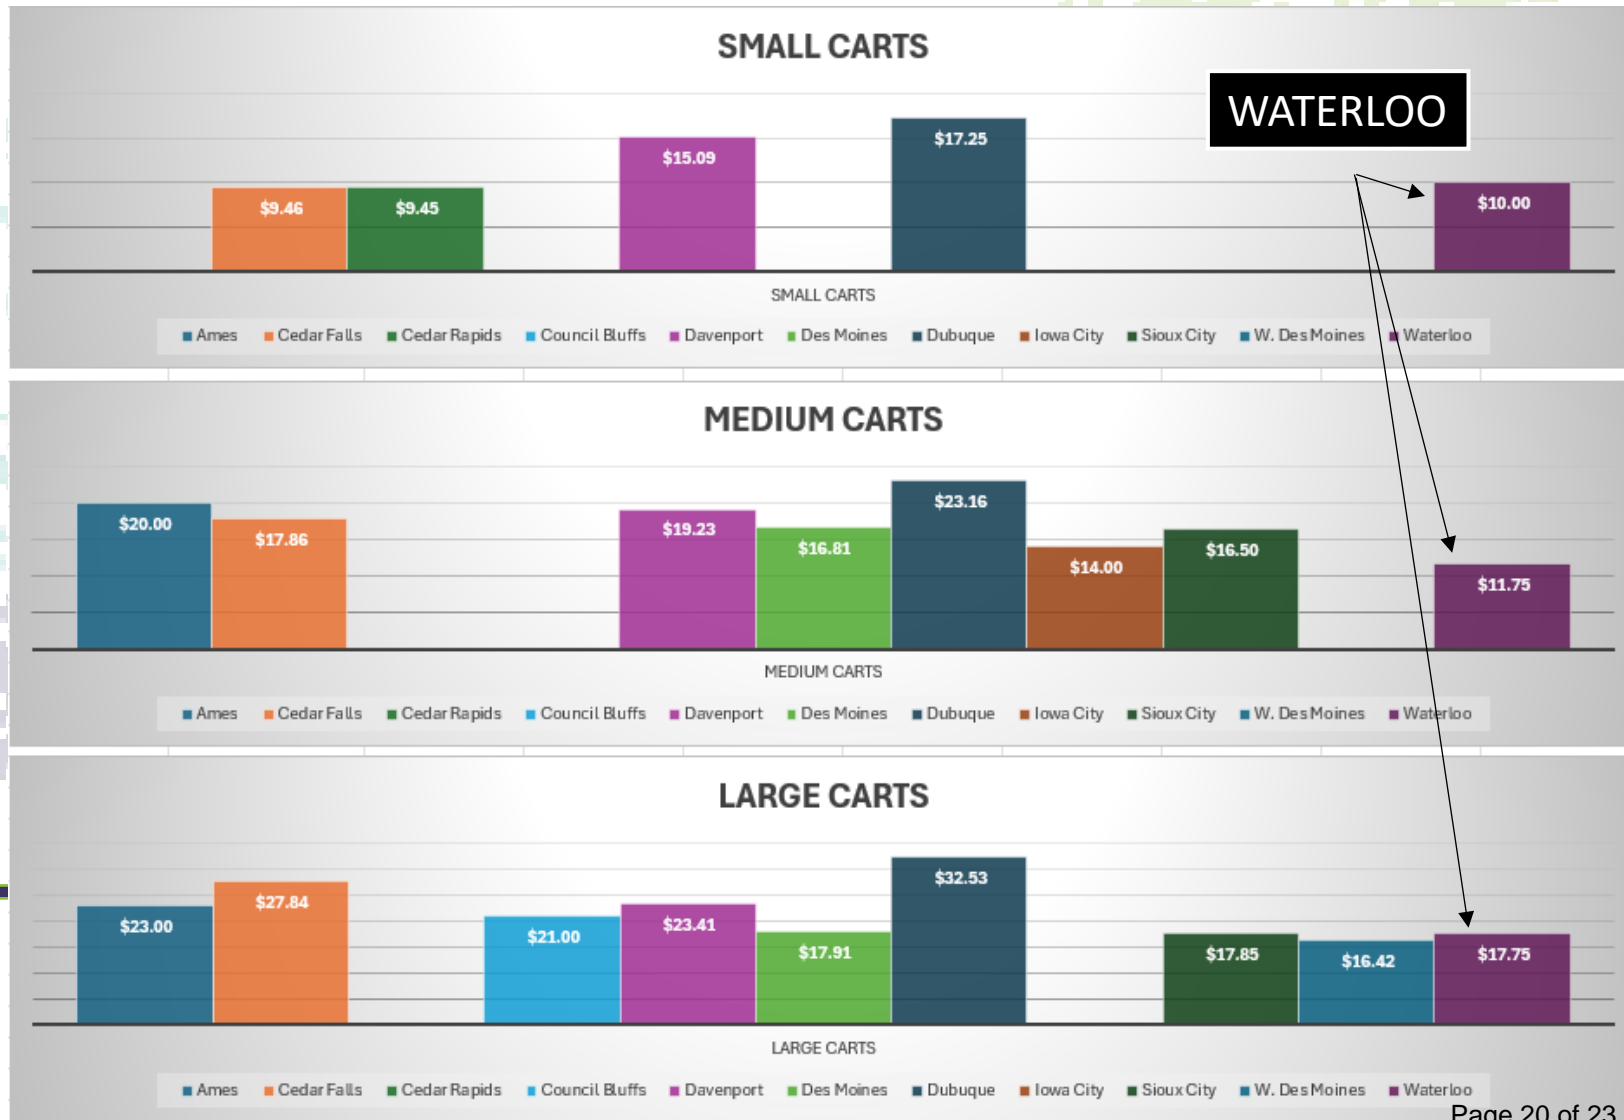 SMALL CARTS
WATERLOO
$9.46 $9.45 $15.09 $17.25 $10.00
SMALL CARTS
Ames Cedar Falls Cedar Rapids Council Bluffs Davenport Des Moines Dubuque Iowa City Sioux City W. Des Moines Waterloo
MEDIUM CARTS
$20.00 $17.86 $19.23 $16.81 $23.16 $14.00 $16.50 $11.75
MEDIUM CARTS
Ames Cedar Falls Cedar Rapids Council Bluffs Davenport Des Moines Dubuque Iowa City Sioux City W. Des Moines Waterloo
LARGE CARTS
$23.00 $27.84 $21.00 $23.41 $17.91 $32.53 $17.85 $16.42 $17.75
LARGE CARTS
Ames Cedar Falls Cedar Rapids Council Bluffs Davenport Des Moines Dubuque Iowa City Sioux City W. Des Moines Waterloo
Page 20 of 23